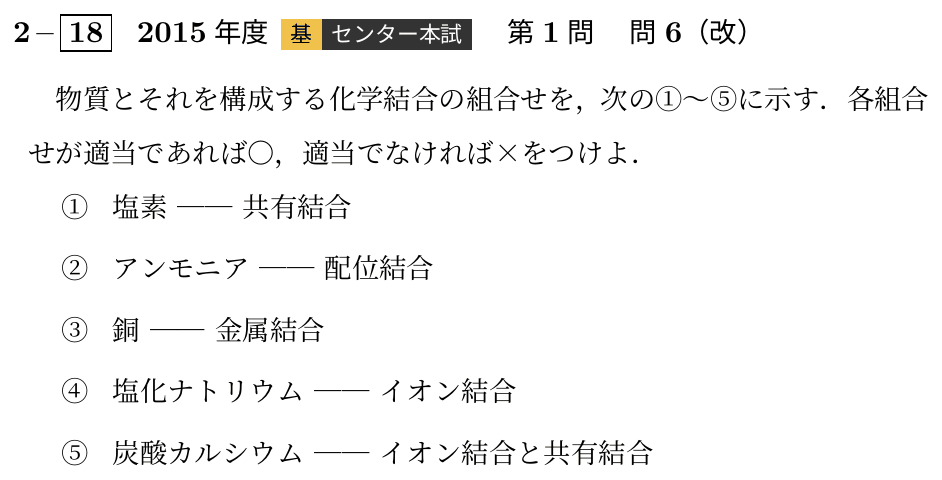 2－18 2015 年度 基 センター本試 第 1 問 問 6（改）
物質とそれを構成する化学結合の組合せを，次の①～⑤に示す．各組合
せが適当であれば○，適当でなければ×をつけよ．
① 塩素 ―― 共有結合
② アンモニア ―― 配位結合
③ 銅 ―― 金属結合
④ 塩化ナトリウム ―― イオン結合
⑤ 炭酸カルシウム ―― イオン結合と共有結合